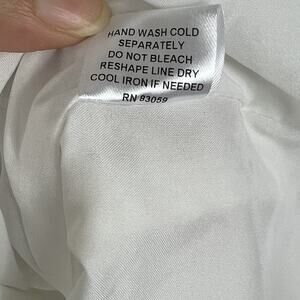 HAND WASH COLD
SEPARATELY
DO NOT BLEACH
RESHAPE LINE DRY
COOL IRON IF NEEDED
RN 93059